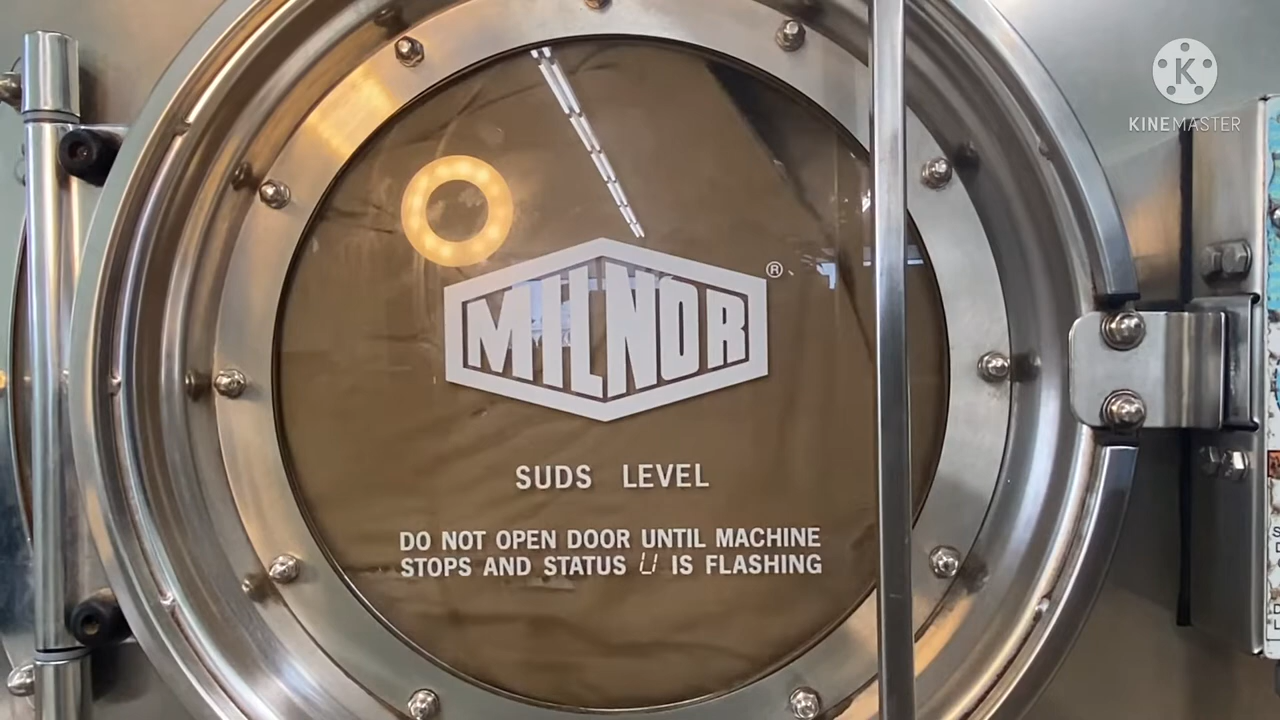 K
KINEMASTER
MILNOR®
SUDS LEVEL
DO NOT OPEN DOOR UNTIL MACHINE
STOPS AND STATUS U IS FLASHING